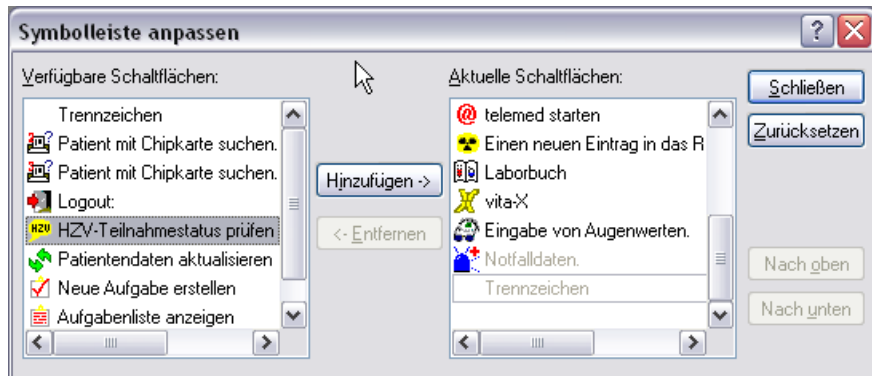 Symbolleiste anpassen
Verfügbare Schaltflächen:
Trennzeichen
Patient mit Chipkarte suchen.
Patient mit Chipkarte suchen.
Logout:
HZV HZV-Teilnahmestatus prüfen
Patientendaten aktualisieren
Neue Aufgabe erstellen
Aufgabenliste anzeigen
Hinzufügen ->
<- Entfernen
Aktuelle Schaltflächen:
@ telemed starten
Einen neuen Eintrag in das R
Laborbuch
vita-X
Eingabe von Augenwerten.
Notfalldaten.
Trennzeichen
Schließen
Zurücksetzen
Nach oben
Nach unten